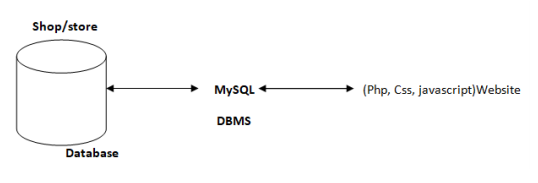 Shop/store
MySQL
(Php, Css, javascript)Website
DBMS
Database